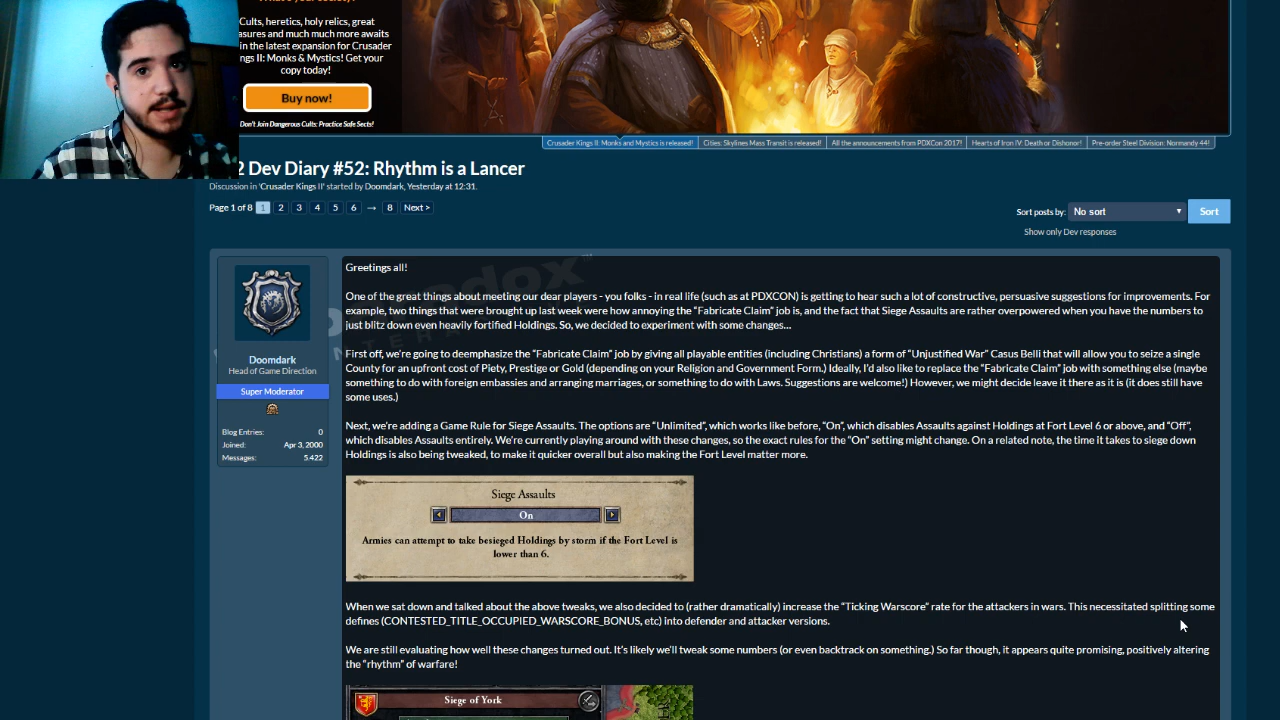 Cults, heretics, holy relics, great
asures and much much more awaits
in the latest expansion for Crusader
ngs II: Monks & Mystics! Get your
copy today!
Buy now!
Don't Join Dangerous Cults: Practice Safe Sects!
Crusader Kings II: Monks and Mystics is released!
Cities: Skylines Mass Transit is released!
All the announcements from PDXCon 2017!
Hearts of Iron IV: Death or Dishonor!
Pre-order Steel Division: Normandy 44!
2 Dev Diary #52: Rhythm is a Lancer
Discussion in 'Crusader Kings II' started by Doomdark, Yesterday at 12:31.
Page 1 of 8 1 2 3 4 5 6 → 8 Next >
Sort posts by: No sort Sort
Show only Dev responses
Doomdark
Head of Game Direction
Super Moderator
Blog Entries: 0
Joined: Apr 3, 2000
Messages: 5.422
Greetings all!
One of the great things about meeting our dear players - you folks - in real life (such as at PDXCON) is getting to hear such a lot of constructive, persuasive suggestions for improvements. For
example, two things that were brought up last week were how annoying the "Fabricate Claim" job is, and the fact that Siege Assaults are rather overpowered when you have the numbers to
just blitz down even heavily fortified Holdings. So, we decided to experiment with some changes...
First off, we're going to deemphasize the "Fabricate Claim" job by giving all playable entities (including Christians) a form of "Unjustified War" Casus Belli that will allow you to seize a single
County for an upfront cost of Piety, Prestige or Gold (depending on your Religion and Government Form.) Ideally, I'd also like to replace the "Fabricate Claim" job with something else (maybe
something to do with foreign embassies and arranging marriages, or something to do with Laws. Suggestions are welcome!) However, we might decide leave it there as it is (it does still have
some uses.)
Next, we're adding a Game Rule for Siege Assaults. The options are "Unlimited", which works like before, "On", which disables Assaults against Holdings at Fort Level 6 or above, and "Off",
which disables Assaults entirely. We're currently playing around with these changes, so the exact rules for the "On" setting might change. On a related note, the time it takes to siege down
Holdings is also being tweaked, to make it quicker overall but also making the Fort Level matter more.
Siege Assaults
On
Armies can attempt to take besieged Holdings by storm if the Fort Level is
lower than 6.
When we sat down and talked about the above tweaks, we also decided to (rather dramatically) increase the "Ticking Warscore" rate for the attackers in wars. This necessitated splitting some
defines (CONTESTED_TITLE_OCCUPIED_WARSCORE_BONUS, etc) into defender and attacker versions.
We are still evaluating how well these changes turned out. It's likely we'll tweak some numbers (or even backtrack on something.) So far though, it appears quite promising, positively altering
the "rhythm" of warfare!
Siege of York